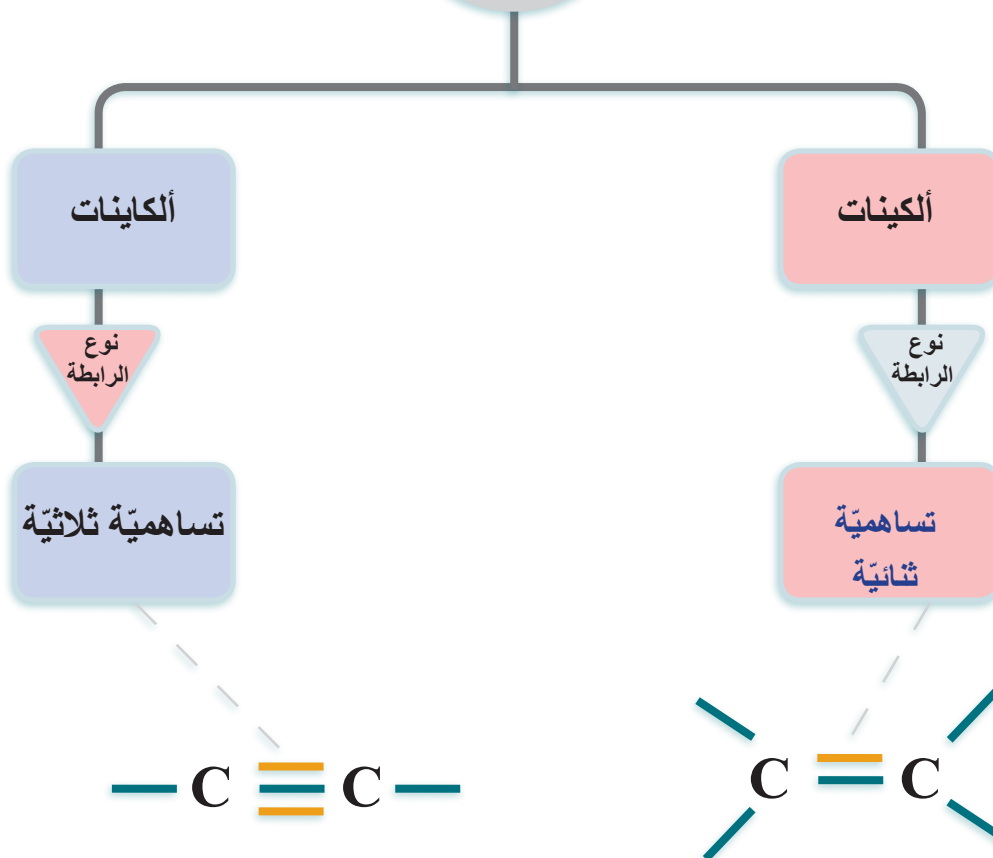 ألكينات
نوع
الرابطة
تساهميّة
ثنائيّة
C = C
ألكاينات
نوع
الرابطة
تساهميّة ثلاثيّة
C ≡ C